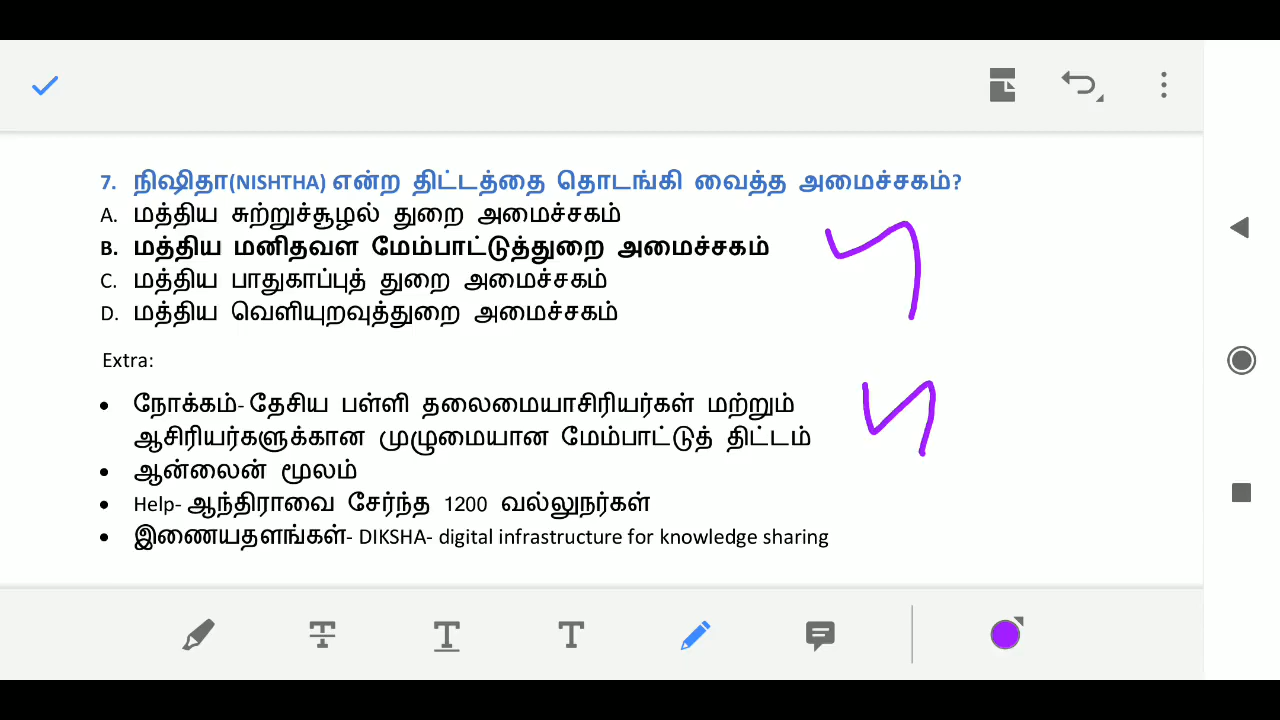 7. நிஷிதா(NISHTHA) என்ற திட்டத்தை தொடங்கி வைத்த அமைச்சகம்?
A. மத்திய சுற்றுச்சூழல் துறை அமைச்சகம்
B. மத்திய மனிதவள மேம்பாட்டுத்துறை அமைச்சகம்
C. மத்திய பாதுகாப்புத் துறை அமைச்சகம்
D. மத்திய வெளியுறவுத்துறை அமைச்சகம்
Extra:
• நோக்கம்- தேசிய பள்ளி தலைமையாசிரியர்கள் மற்றும்
ஆசிரியர்களுக்கான முழுமையான மேம்பாட்டுத் திட்டம்
• ஆன்லைன் மூலம்
• Help- ஆந்திராவை சேர்ந்த 1200 வல்லுநர்கள்
• இணையதளங்கள்- DIKSHA- digital infrastructure for knowledge sharing